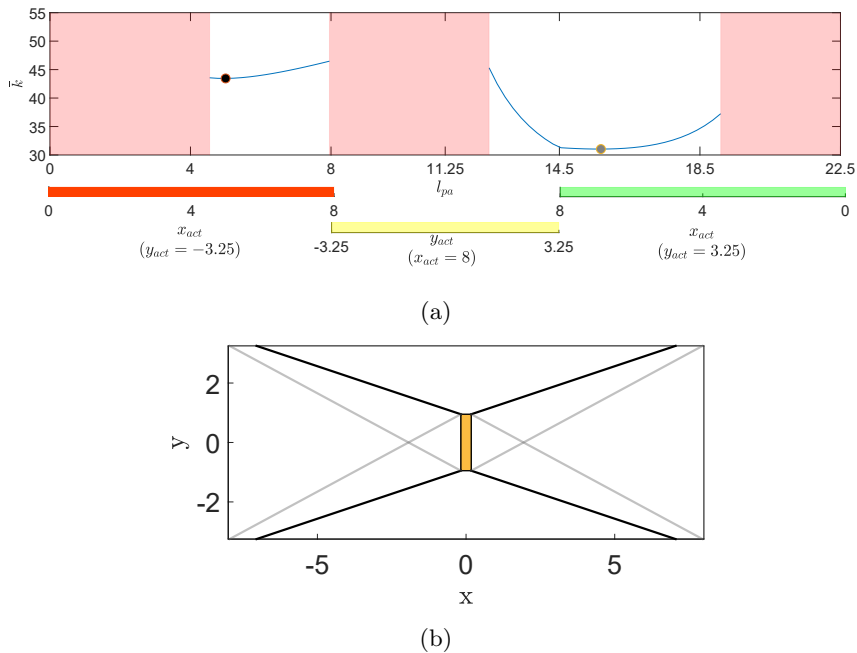 55
50
45
40
35
30
k̄
0 4 8 11.25 14.5 18.5 22.5
l_pa
0 4 8 8 4 0
x_act y_act x_act
(y_act = −3.25) -3.25 (x_act = 8) 3.25 (y_act = 3.25)
(a)
2
0
-2
y
-5 0 5
x
(b)